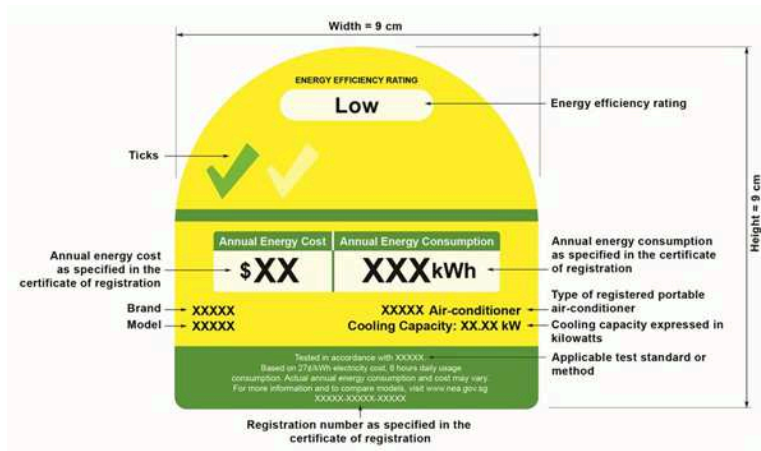 Width = 9 cm
ENERGY EFFICIENCY RATING
Low
Energy efficiency rating
Ticks
Height = 9 cm
Annual Energy Cost
Annual Energy Consumption
$XX
XXXkWh
Annual energy cost
as specified in the
certificate of registration
Annual energy consumption
as specified in the certificate
of registration
Brand
XXXXX
XXXXX Air-conditioner
Type of registered portable
air-conditioner
Model
XXXXX
Cooling Capacity: XX.XX kW
Cooling capacity expressed in
kilowatts
Tested in accordance with XXXXX.
Applicable test standard or
method
Based on 27¢/kWh electricity cost, 8 hours daily usage
consumption. Actual annual energy consumption and cost may vary.
For more information and to compare models, visit www.nea.gov.sg
XXXXX-XXXXX-XXXXX
Registration number as specified in the
certificate of registration